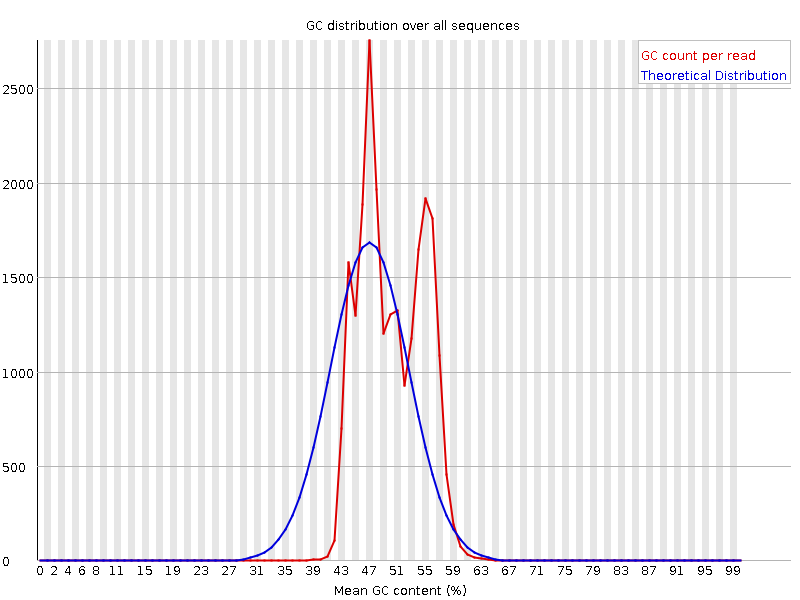 GC distribution over all sequences
GC count per read
Theoretical Distribution
2500
2000
1500
1000
500
0
0 2 4 6 8 11 15 19 23 27 31 35 39 43 47 51 55 59 63 67 71 75 79 83 87 91 95 99
Mean GC content (%)